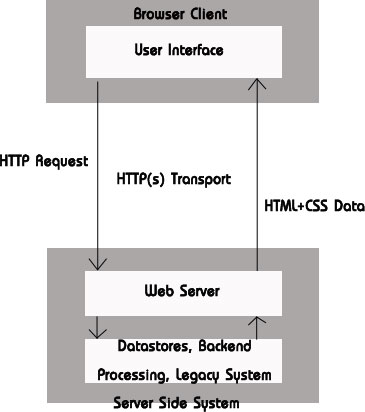 Browser Client
User Interface
HTTP Request
HTTP(s) Transport
HTML+CSS Data
Web Server
Datastores, Backend
Processing, Legacy System
Server Side System